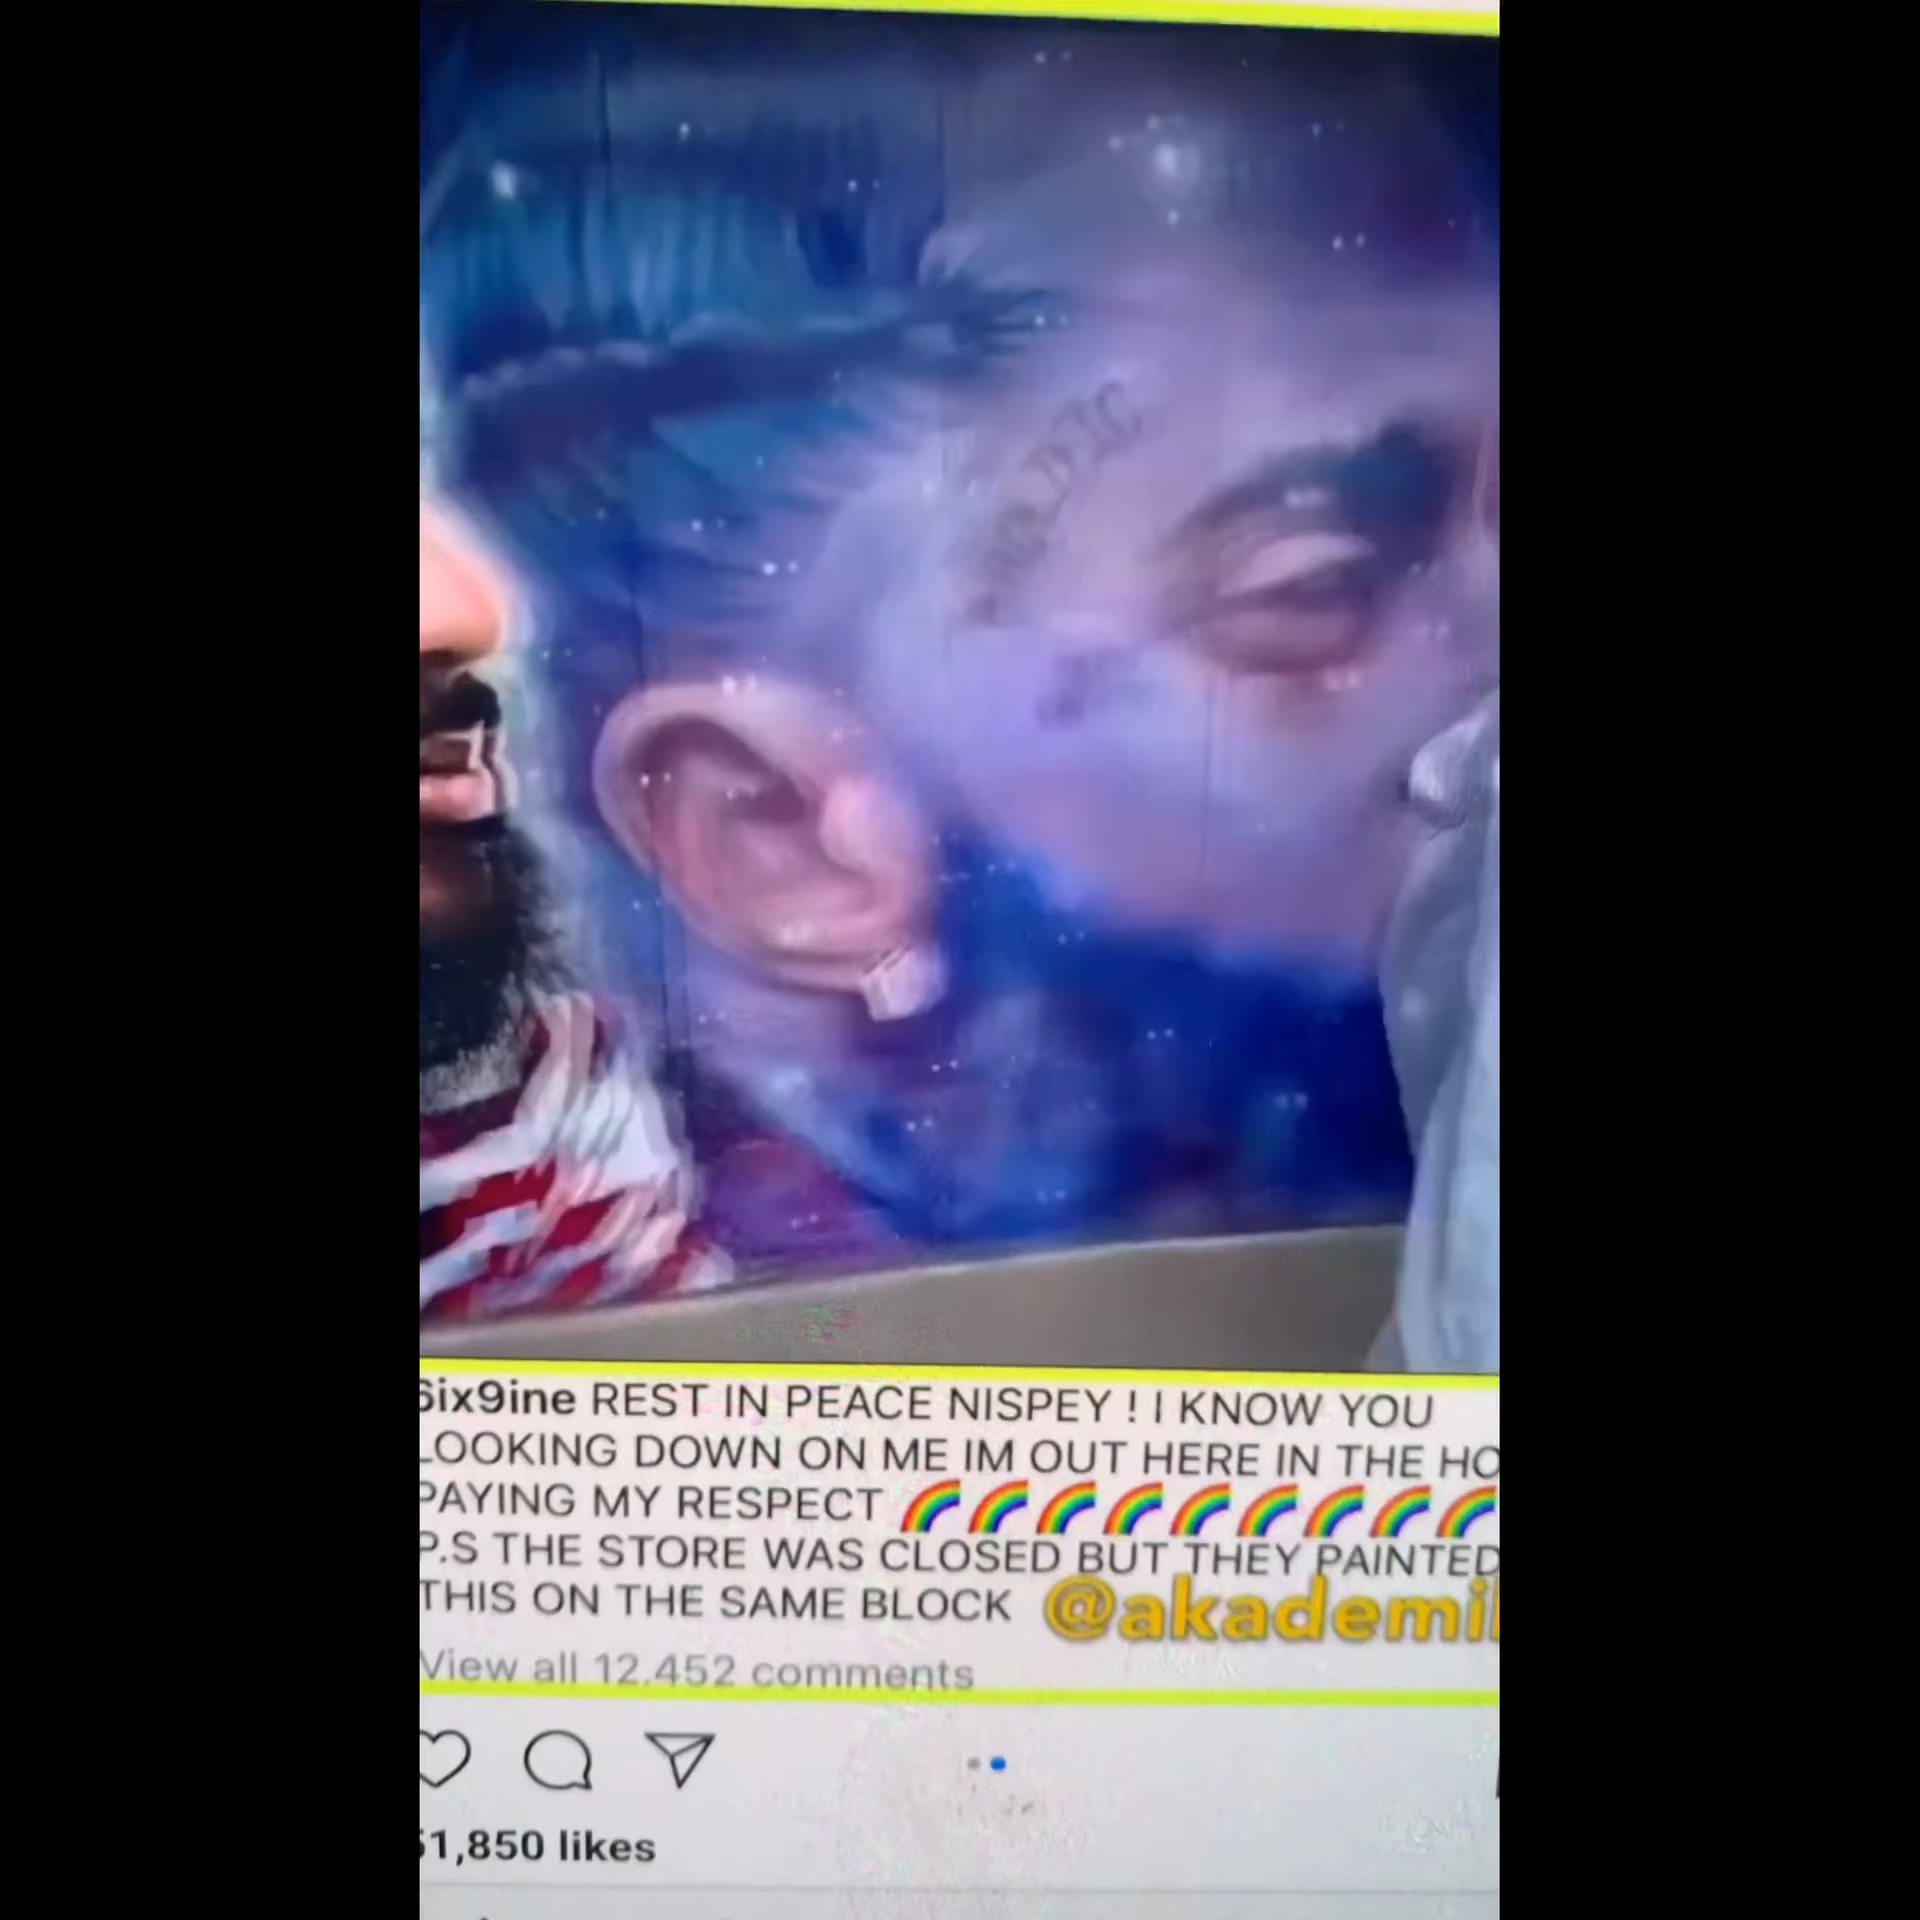 6ix9ine REST IN PEACE NISPEY ! I KNOW YOU
LOOKING DOWN ON ME IM OUT HERE IN THE HO
PAYING MY RESPECT 🌈🌈🌈🌈🌈🌈🌈🌈🌈
P.S THE STORE WAS CLOSED BUT THEY PAINTED
THIS ON THE SAME BLOCK
@akademi
View all 12,452 comments
51,850 likes